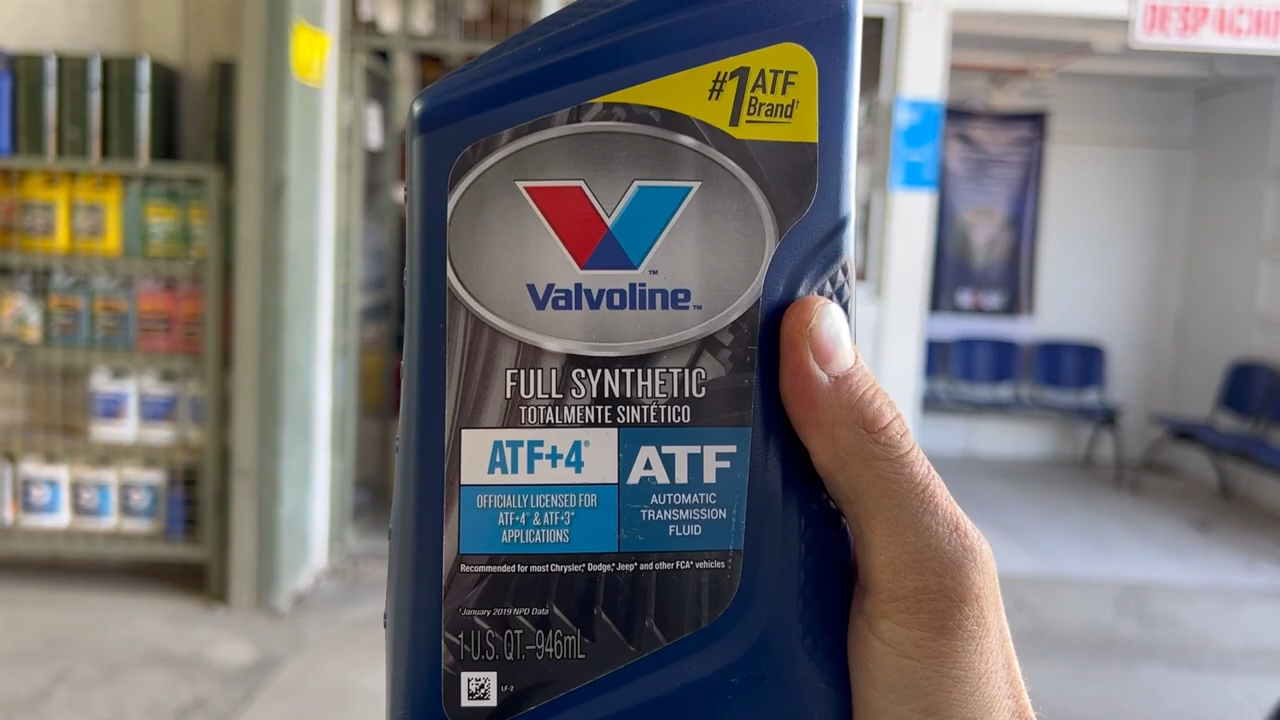 DESPACHO
#1 ATF
Brand†
Valvoline™
FULL SYNTHETIC
TOTALMENTE SINTÉTICO
ATF+4®
OFFICIALLY LICENSED FOR
ATF+4® & ATF+3®
APPLICATIONS
ATF
AUTOMATIC
TRANSMISSION
FLUID
Recommended for most Chrysler,® Dodge,® Jeep® and other FCA® vehicles
†January 2019 NPD Data
1 U.S. QT.–946mL
LF-2